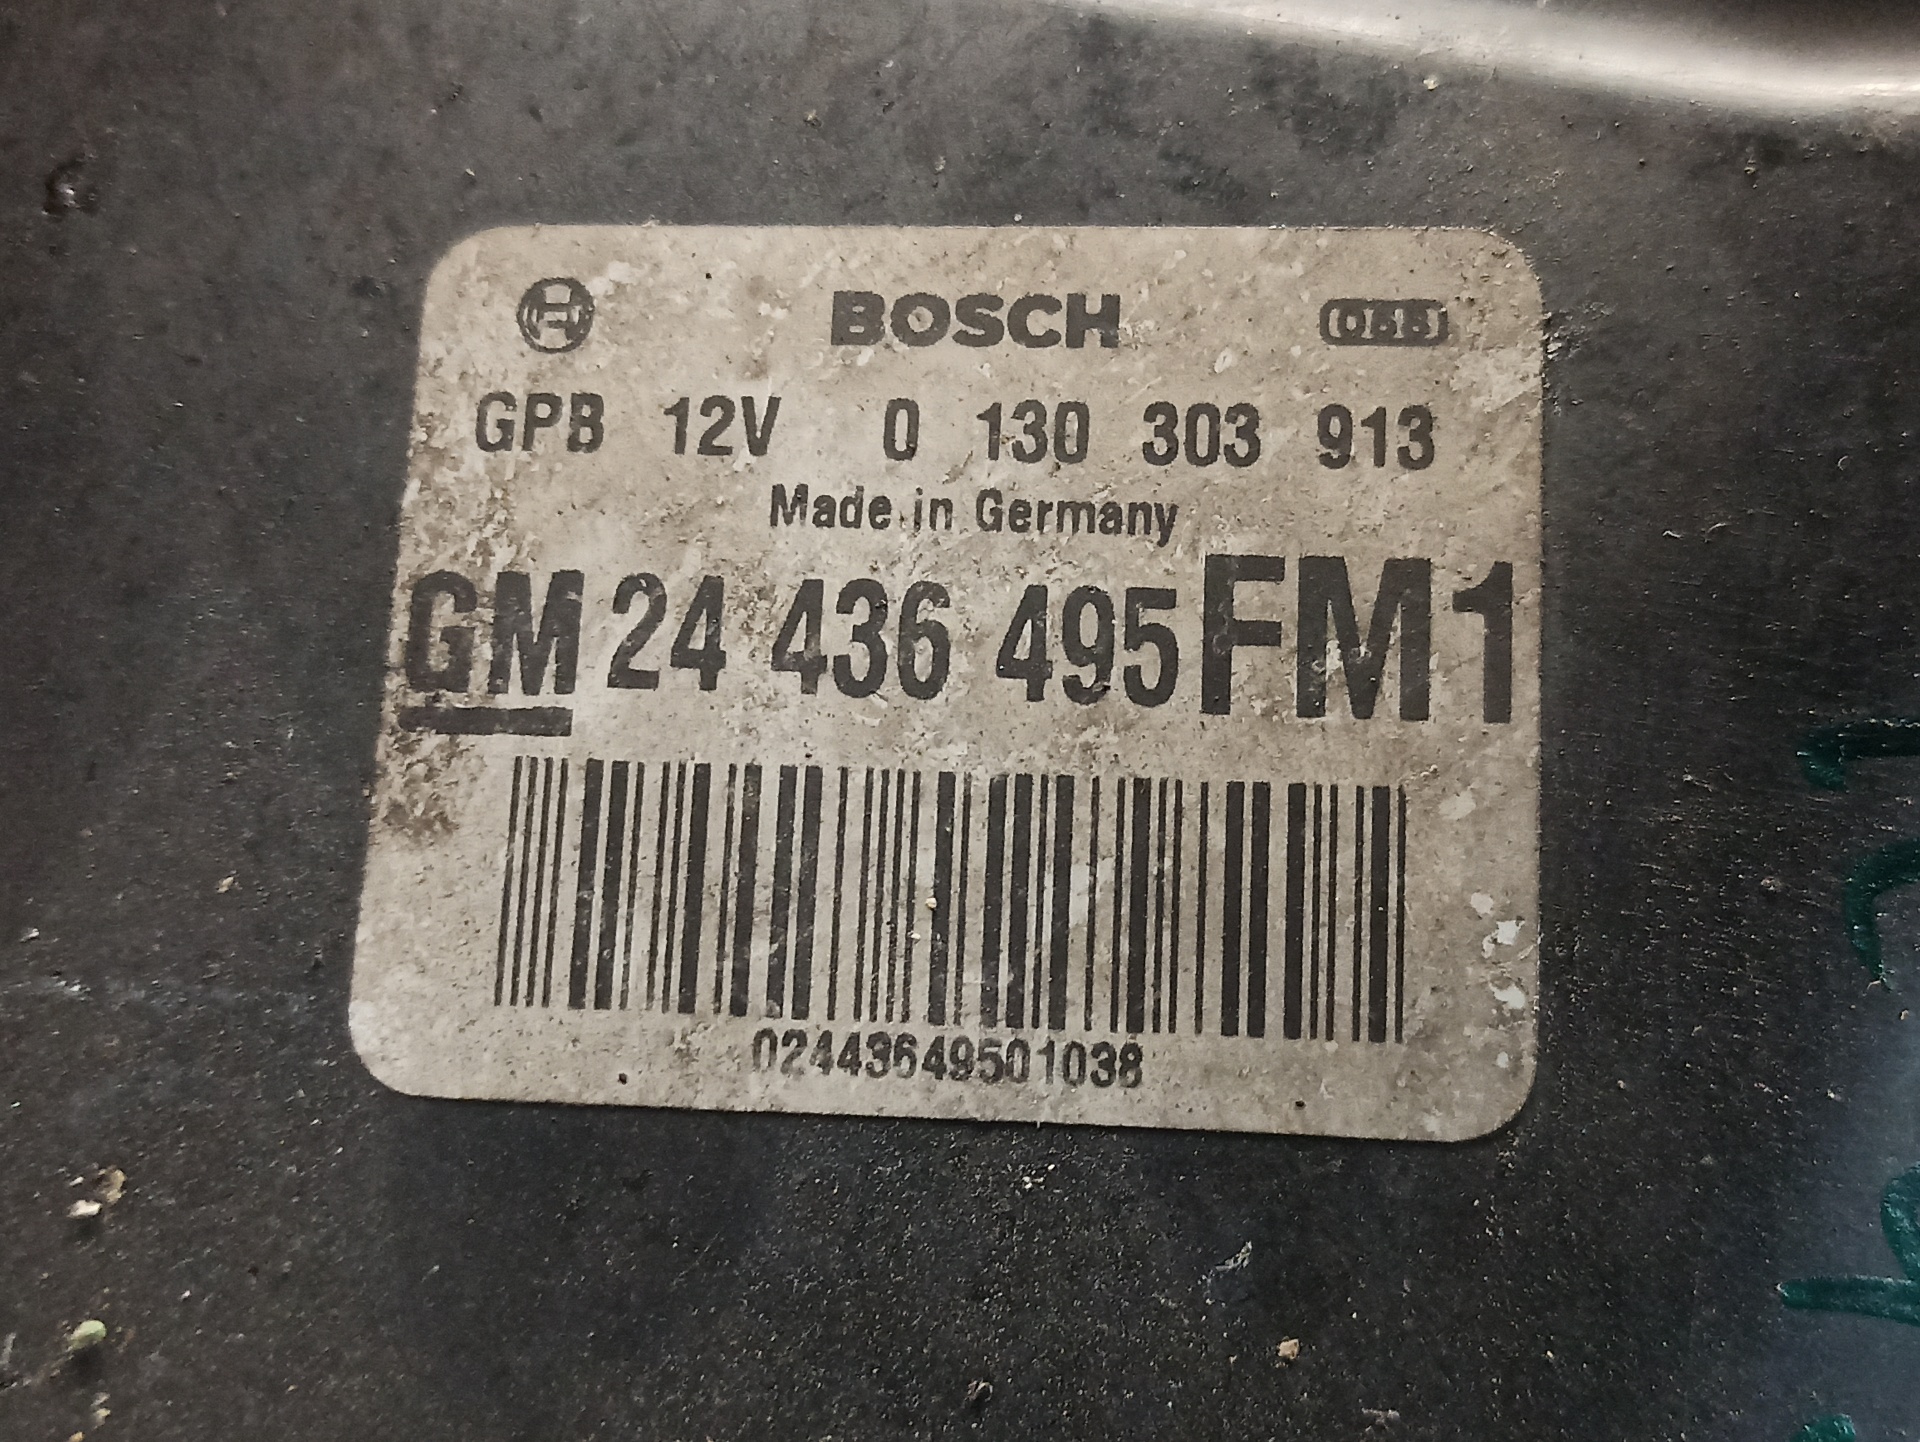 BOSCH
GPB 12V 0 130 303 913
Made in Germany
GM 24 436 495 FM1
02443649501038